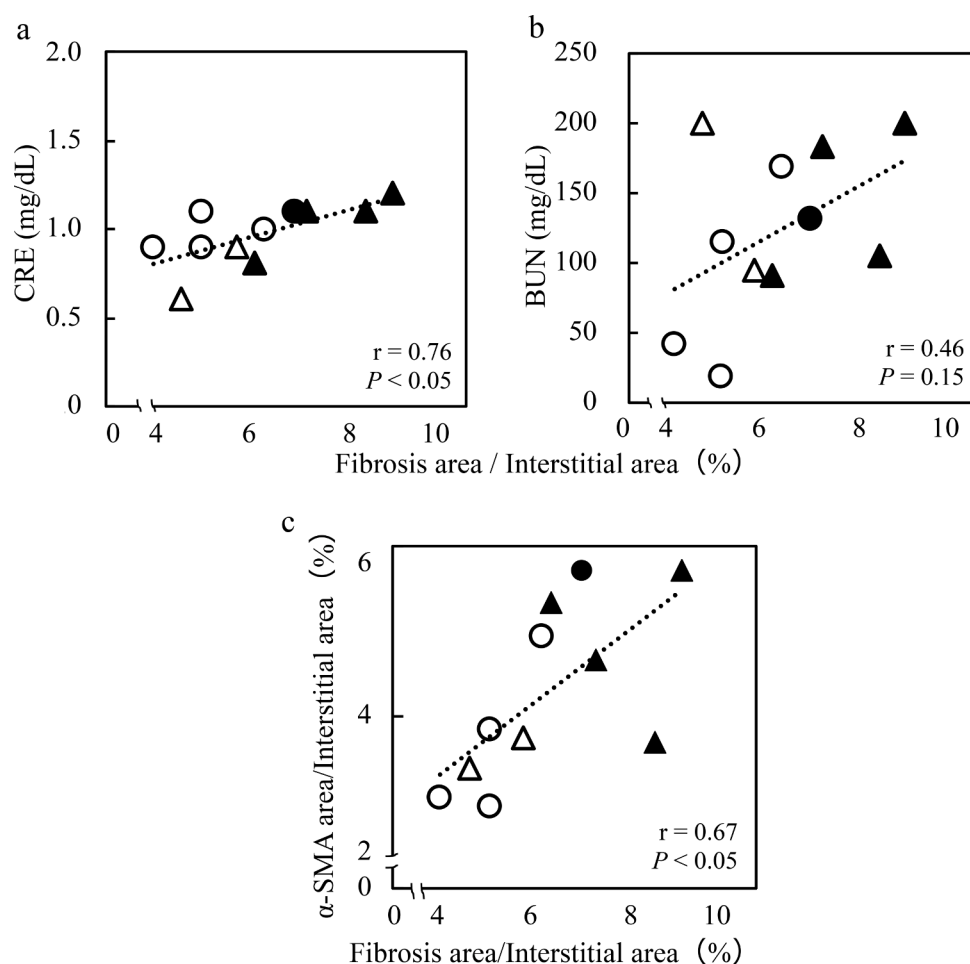 a
CRE (mg/dL)
2.0
1.5
1.0
0.5
0
0 4 6 8 10
r = 0.76
P < 0.05
b
BUN (mg/dL)
250
200
150
100
50
0
0 4 6 8 10
r = 0.46
P = 0.15
Fibrosis area / Interstitial area (%)
c
α-SMA area/Interstitial area (%)
6
4
2
0
0 4 6 8 10
r = 0.67
P < 0.05
Fibrosis area/Interstitial area (%)